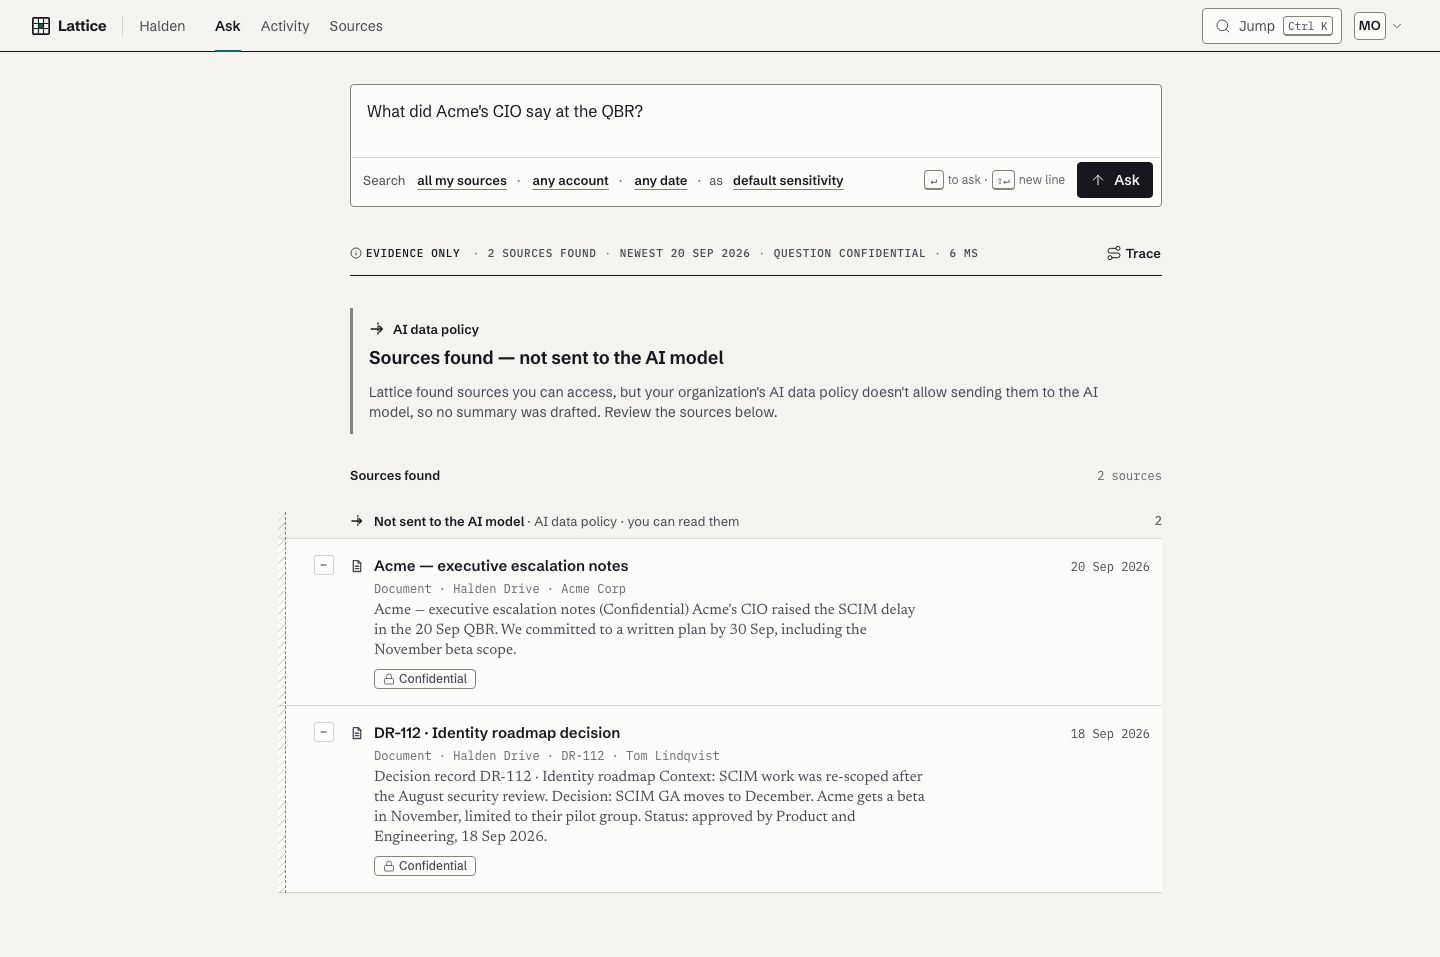 Lattice
Halden
Ask
Activity
Sources
Jump Ctrl K
MO
What did Acme's CIO say at the QBR?
Search all my sources · any account · any date · as default sensitivity
↵ to ask · ⇧↵ new line
Ask
EVIDENCE ONLY · 2 SOURCES FOUND · NEWEST 20 SEP 2026 · QUESTION CONFIDENTIAL · 6 MS
Trace
AI data policy
Sources found — not sent to the AI model
Lattice found sources you can access, but your organization's AI data policy doesn't allow sending them to the AI
model, so no summary was drafted. Review the sources below.
Sources found
2 sources
Not sent to the AI model · AI data policy · you can read them
2
Acme — executive escalation notes
20 Sep 2026
Document · Halden Drive · Acme Corp
Acme — executive escalation notes (Confidential) Acme's CIO raised the SCIM delay
in the 20 Sep QBR. We committed to a written plan by 30 Sep, including the
November beta scope.
Confidential
DR-112 · Identity roadmap decision
18 Sep 2026
Document · Halden Drive · DR-112 · Tom Lindqvist
Decision record DR-112 · Identity roadmap Context: SCIM work was re-scoped after
the August security review. Decision: SCIM GA moves to December. Acme gets a beta
in November, limited to their pilot group. Status: approved by Product and
Engineering, 18 Sep 2026.
Confidential